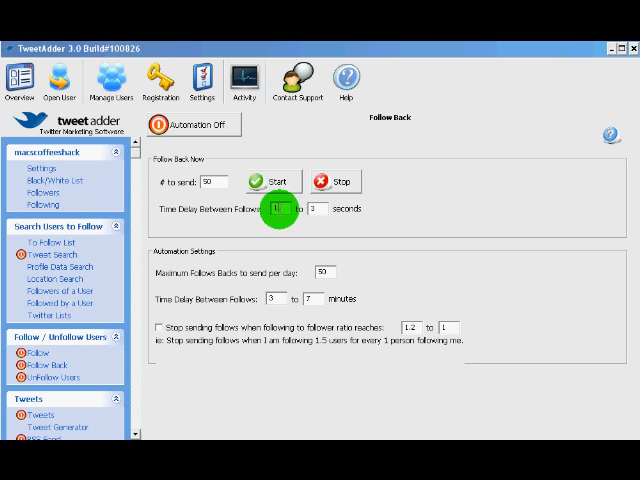 TweetAdder 3.0 Build#100826
Overview Open User Manage Users Registration Settings Activity Contact Support Help
tweet adder
Twitter Marketing Software
Automation Off
Follow Back
macscoffeeshack
Settings
Black/White List
Followers
Following
Search Users to Follow
To Follow List
Tweet Search
Profile Data Search
Location Search
Followers of a User
Followed by a User
Twitter Lists
Follow / Unfollow Users
Follow
Follow Back
UnFollow Users
Tweets
Tweets
Tweet Generator
RSS Feed
Follow Back Now
# to send: 50 Start Stop
Time Delay Between Follows: 1 to 3 seconds
Automation Settings
Maximum Follows Backs to send per day: 50
Time Delay Between Follows: 3 to 7 minutes
Stop sending follows when following to follower ratio reaches: 1.2 to 1
ie: Stop sending follows when I am following 1.5 users for every 1 person following me.